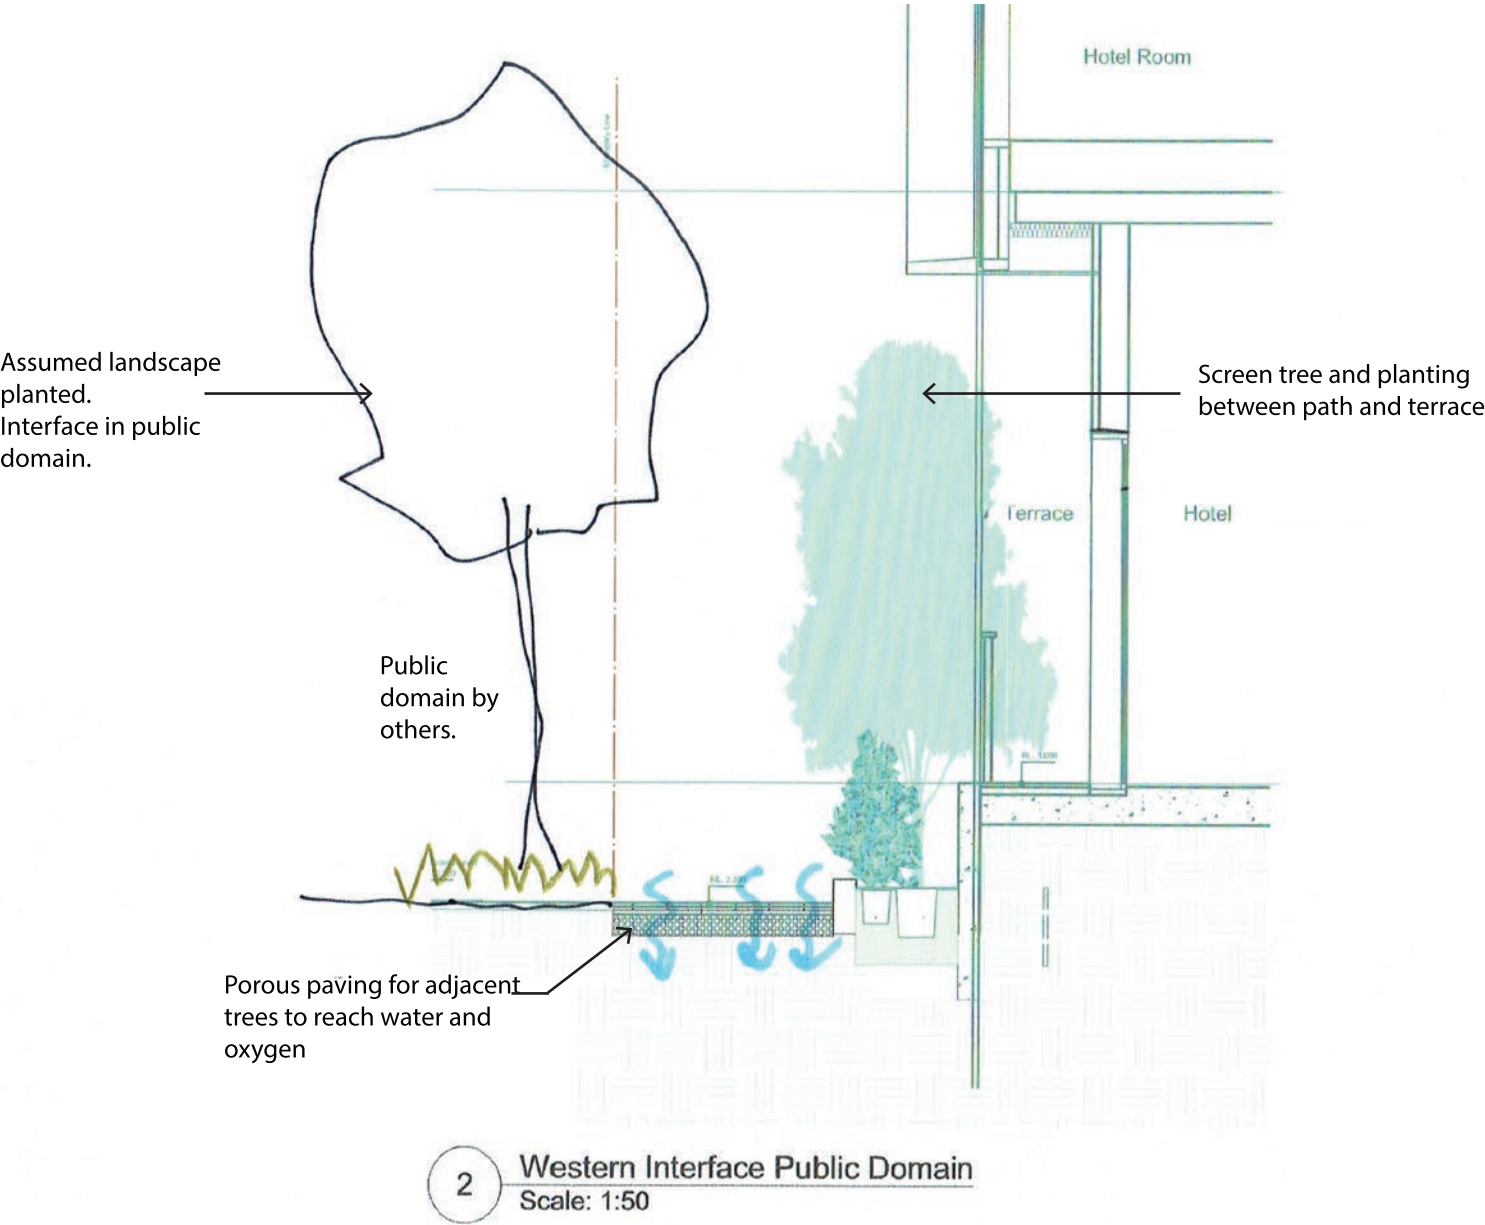 Hotel Room
Assumed landscape
planted.
Interface in public
domain.
Screen tree and planting
between path and terrace
Terrace
Hotel
Public
domain by
others.
Porous paving for adjacent
trees to reach water and
oxygen
2
Western Interface Public Domain
Scale: 1:50